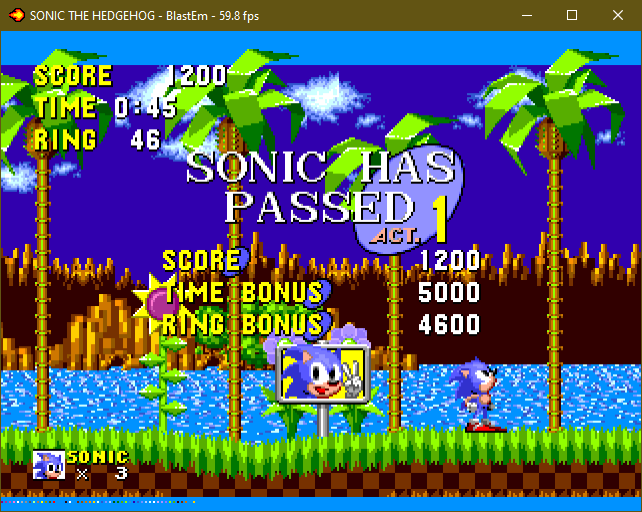 SONIC THE HEDGEHOG - BlastEm - 59.8 fps
SCORE 1200
TIME 0:45
RING 46
SONIC HAS
PASSED
ACT. 1
SCORE 1200
TIME BONUS 5000
RING BONUS 4600
SONIC
X 3